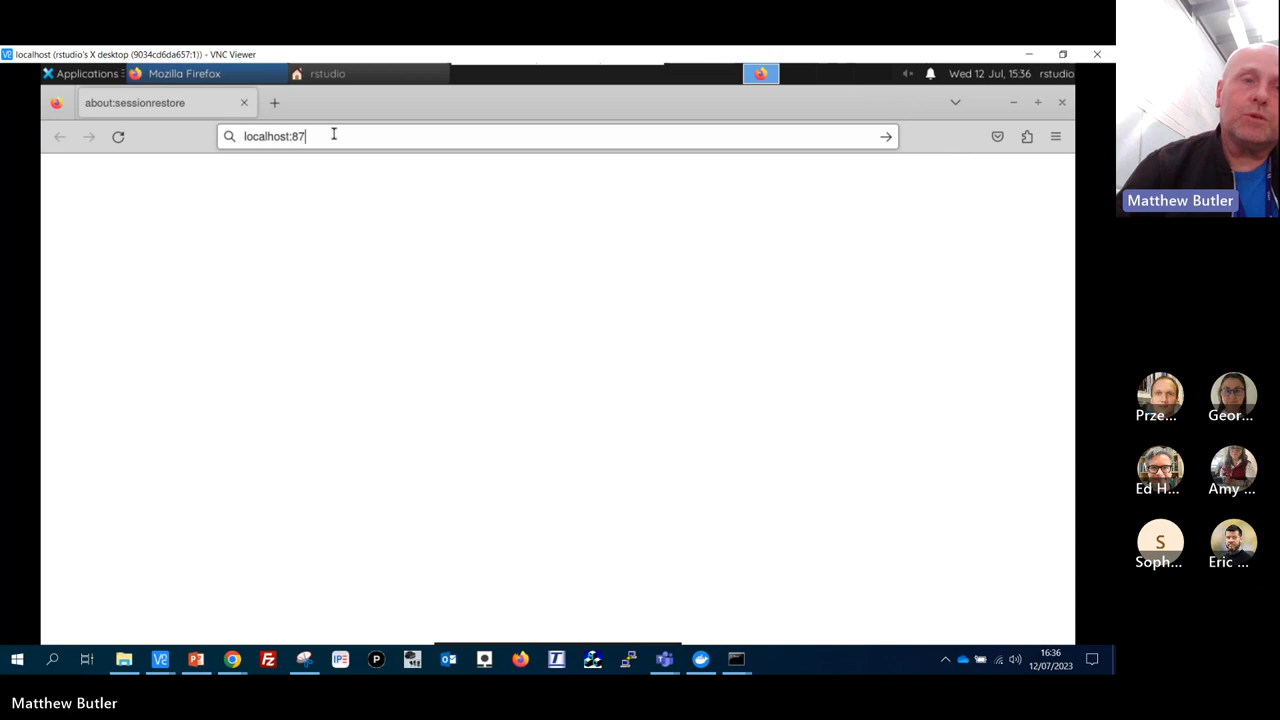 localhost (rstudio's X desktop (9034cd6da657:1)) - VNC Viewer
Applications
Mozilla Firefox
rstudio
Wed 12 Jul, 15:36
rstudio
about:sessionrestore
localhost:87
Matthew Butler
Prze...
Geor...
Ed H...
Amy ...
S
Soph...
Eric ...
16:36
12/07/2023
Matthew Butler